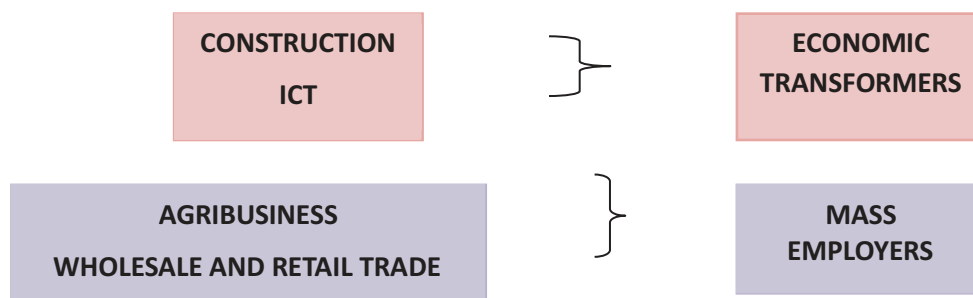 CONSTRUCTION
ICT
ECONOMIC
TRANSFORMERS
AGRIBUSINESS
WHOLESALE AND RETAIL TRADE
MASS
EMPLOYERS